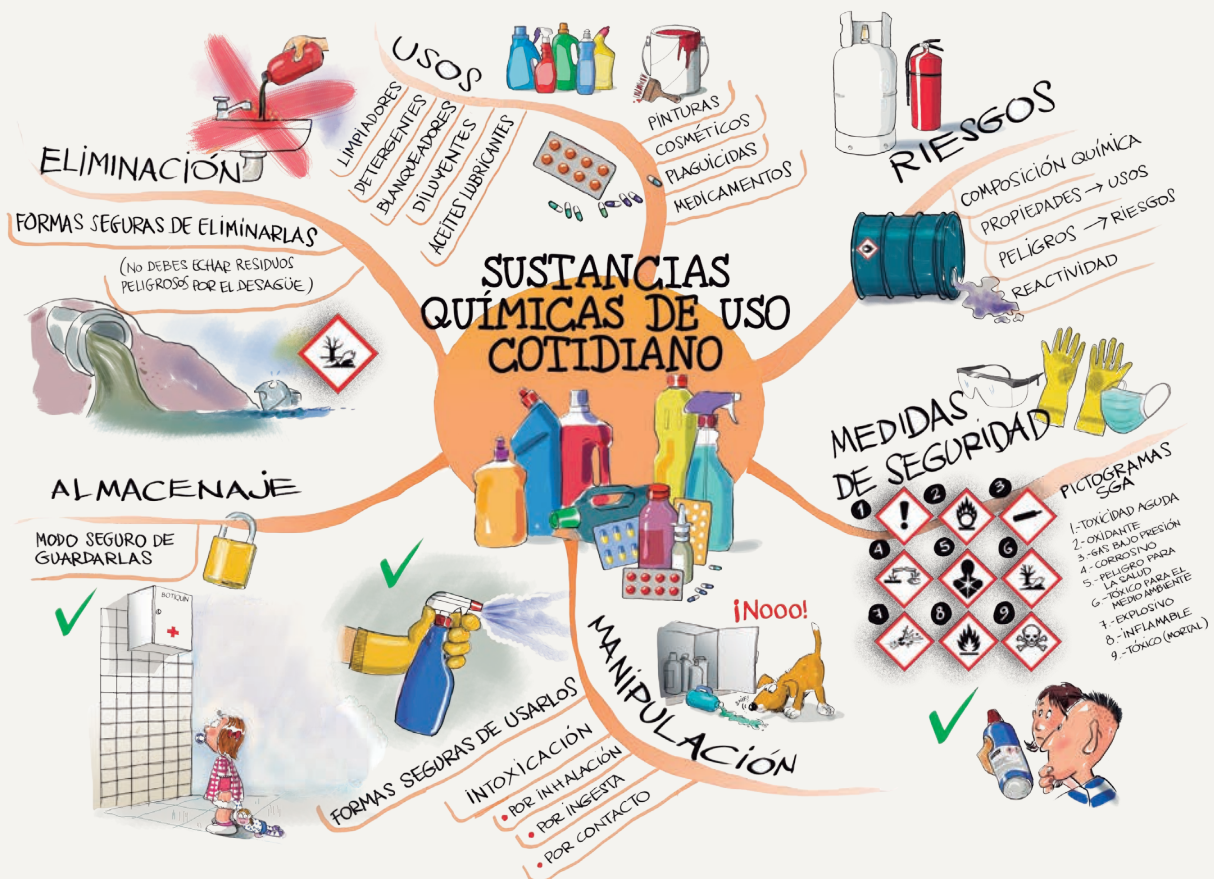 SUSTANCIAS
QUÍMICAS DE USO
COTIDIANO
USOS
LIMPIADORES
DETERGENTES
BLANQUEADORES
DILUYENTES
ACEITES LUBRICANTES
PINTURAS
COSMÉTICOS
PLAGUICIDAS
MEDICAMENTOS
RIESGOS
COMPOSICIÓN QUÍMICA
PROPIEDADES → USOS
PELIGROS → RIESGOS
REACTIVIDAD
MEDIDAS
DE SEGURIDAD
PICTOGRAMAS
SGA
1 2 3
4 5 6
7 8 9
1.-TOXICIDAD AGUDA
2.-OXIDANTE
3.-GAS BAJO PRESIÓN
4.-CORROSIVO
5.-PELIGRO PARA
LA SALUD
6.-TÓXICO PARA EL
MEDIO AMBIENTE
7.-EXPLOSIVO
8.-INFLAMABLE
9.-TÓXICO (MORTAL)
MANIPULACIÓN
¡Nooo!
FORMAS SEGURAS DE USARLOS
INTOXICACIÓN
• POR INHALACIÓN
• POR INGESTA
• POR CONTACTO
ALMACENAJE
MODO SEGURO DE
GUARDARLAS
BOTIQUÍN
ELIMINACIÓN
FORMAS SEGURAS DE ELIMINARLAS
(NO DEBES ECHAR RESIDUOS
PELIGROSOS POR EL DESAGÜE)